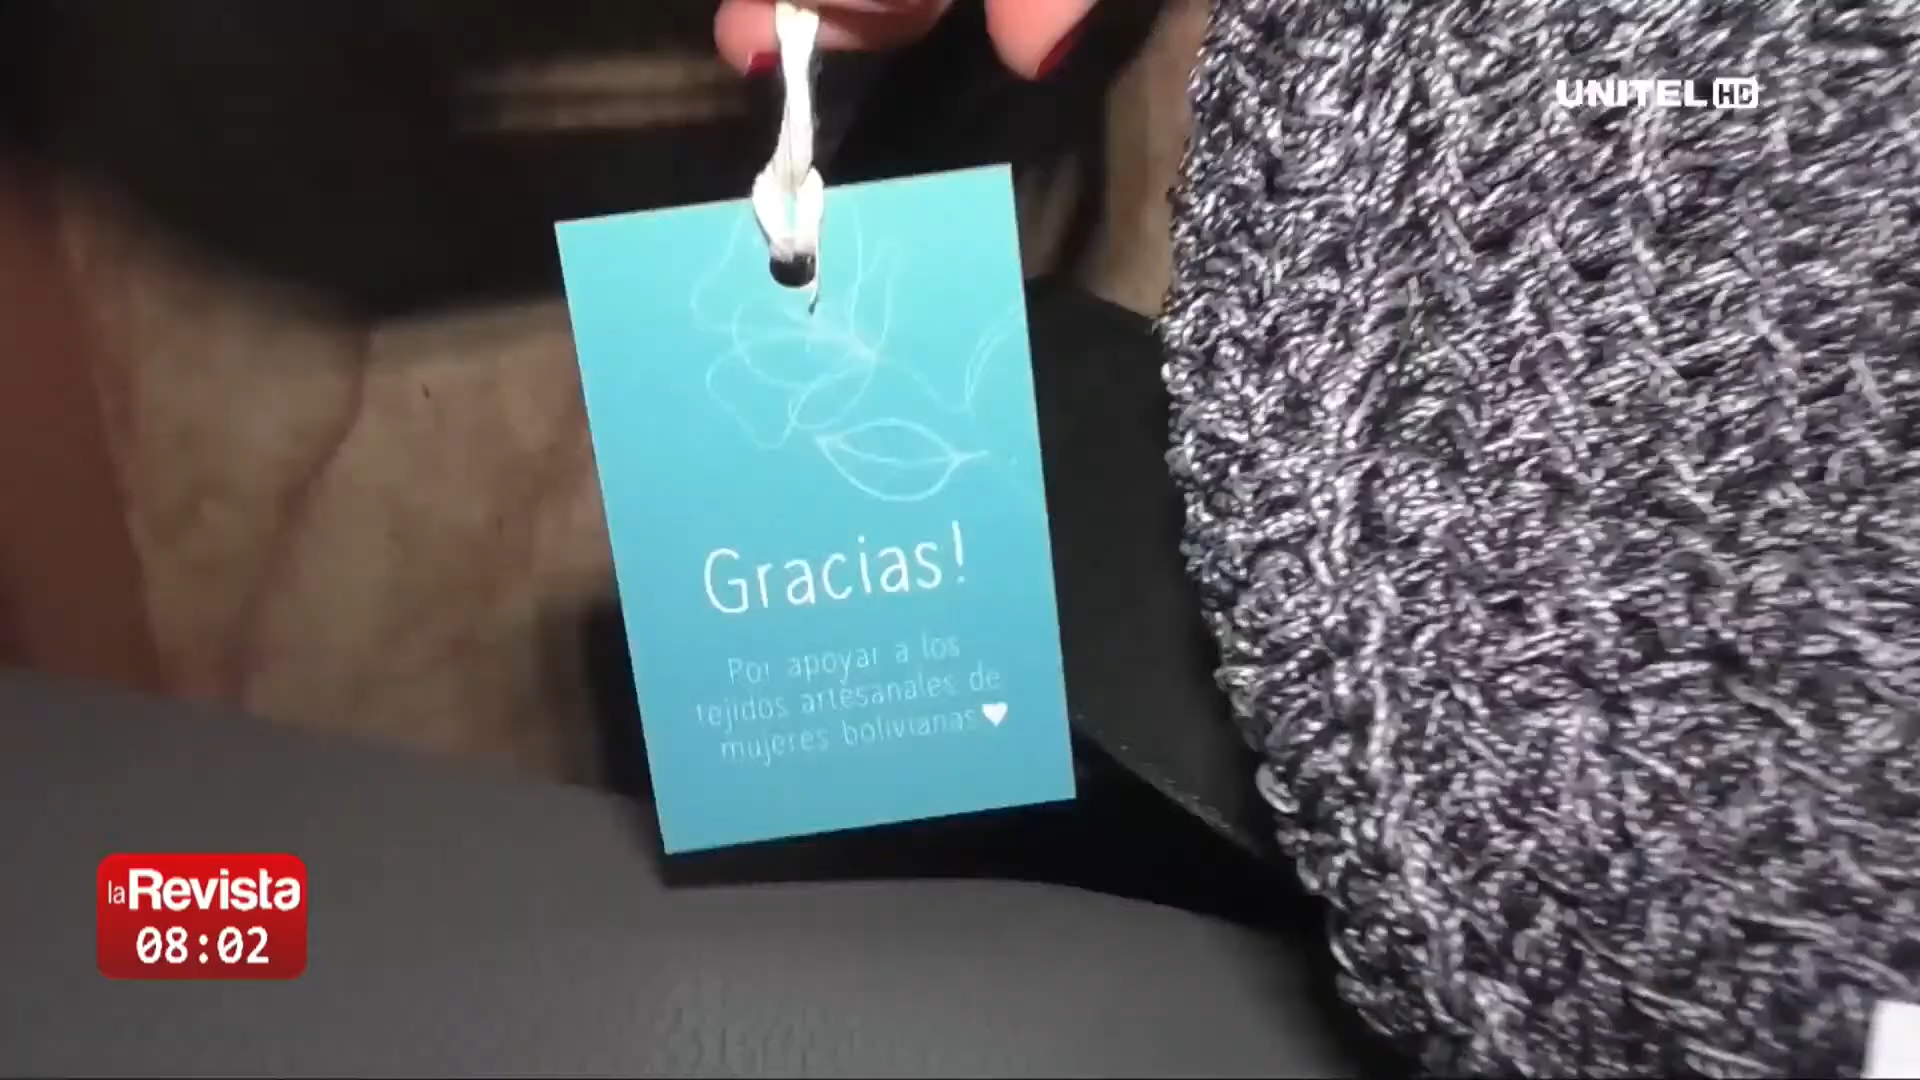 UNITEL HD
Gracias!
Por apoyar a los
tejidos artesanales de
mujeres bolivianas
la Revista
08:02